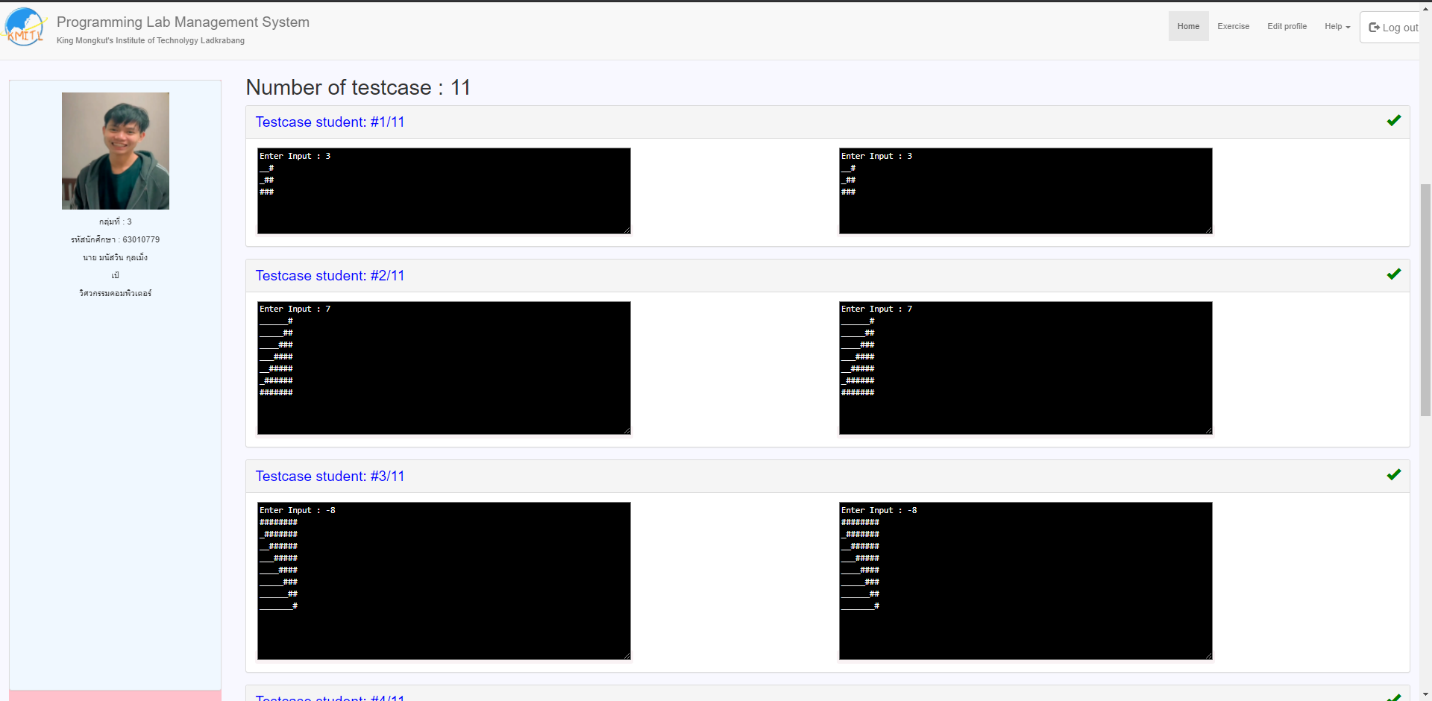 Programming Lab Management System
King Mongkut's Institute of Technolygy Ladkrabang
KMITL
Home Exercise Edit profile Help Log out
กลุ่มที่ : 3
รหัสนักศึกษา : 63010779
นาย มนัสวิน กุลเม็ง
เป้
วิศวกรรมคอมพิวเตอร์
Number of testcase : 11
Testcase student: #1/11
Enter Input : 3
__#
_##
###
Enter Input : 3
__#
_##
###
Testcase student: #2/11
Enter Input : 7
______#
_____##
____###
___####
__#####
_######
#######
Enter Input : 7
______#
_____##
____###
___####
__#####
_######
#######
Testcase student: #3/11
Enter Input : -8
########
_#######
__######
___#####
____####
_____###
______##
_______#
Enter Input : -8
########
_#######
__######
___#####
____####
_____###
______##
_______#
Testcase student: #4/11